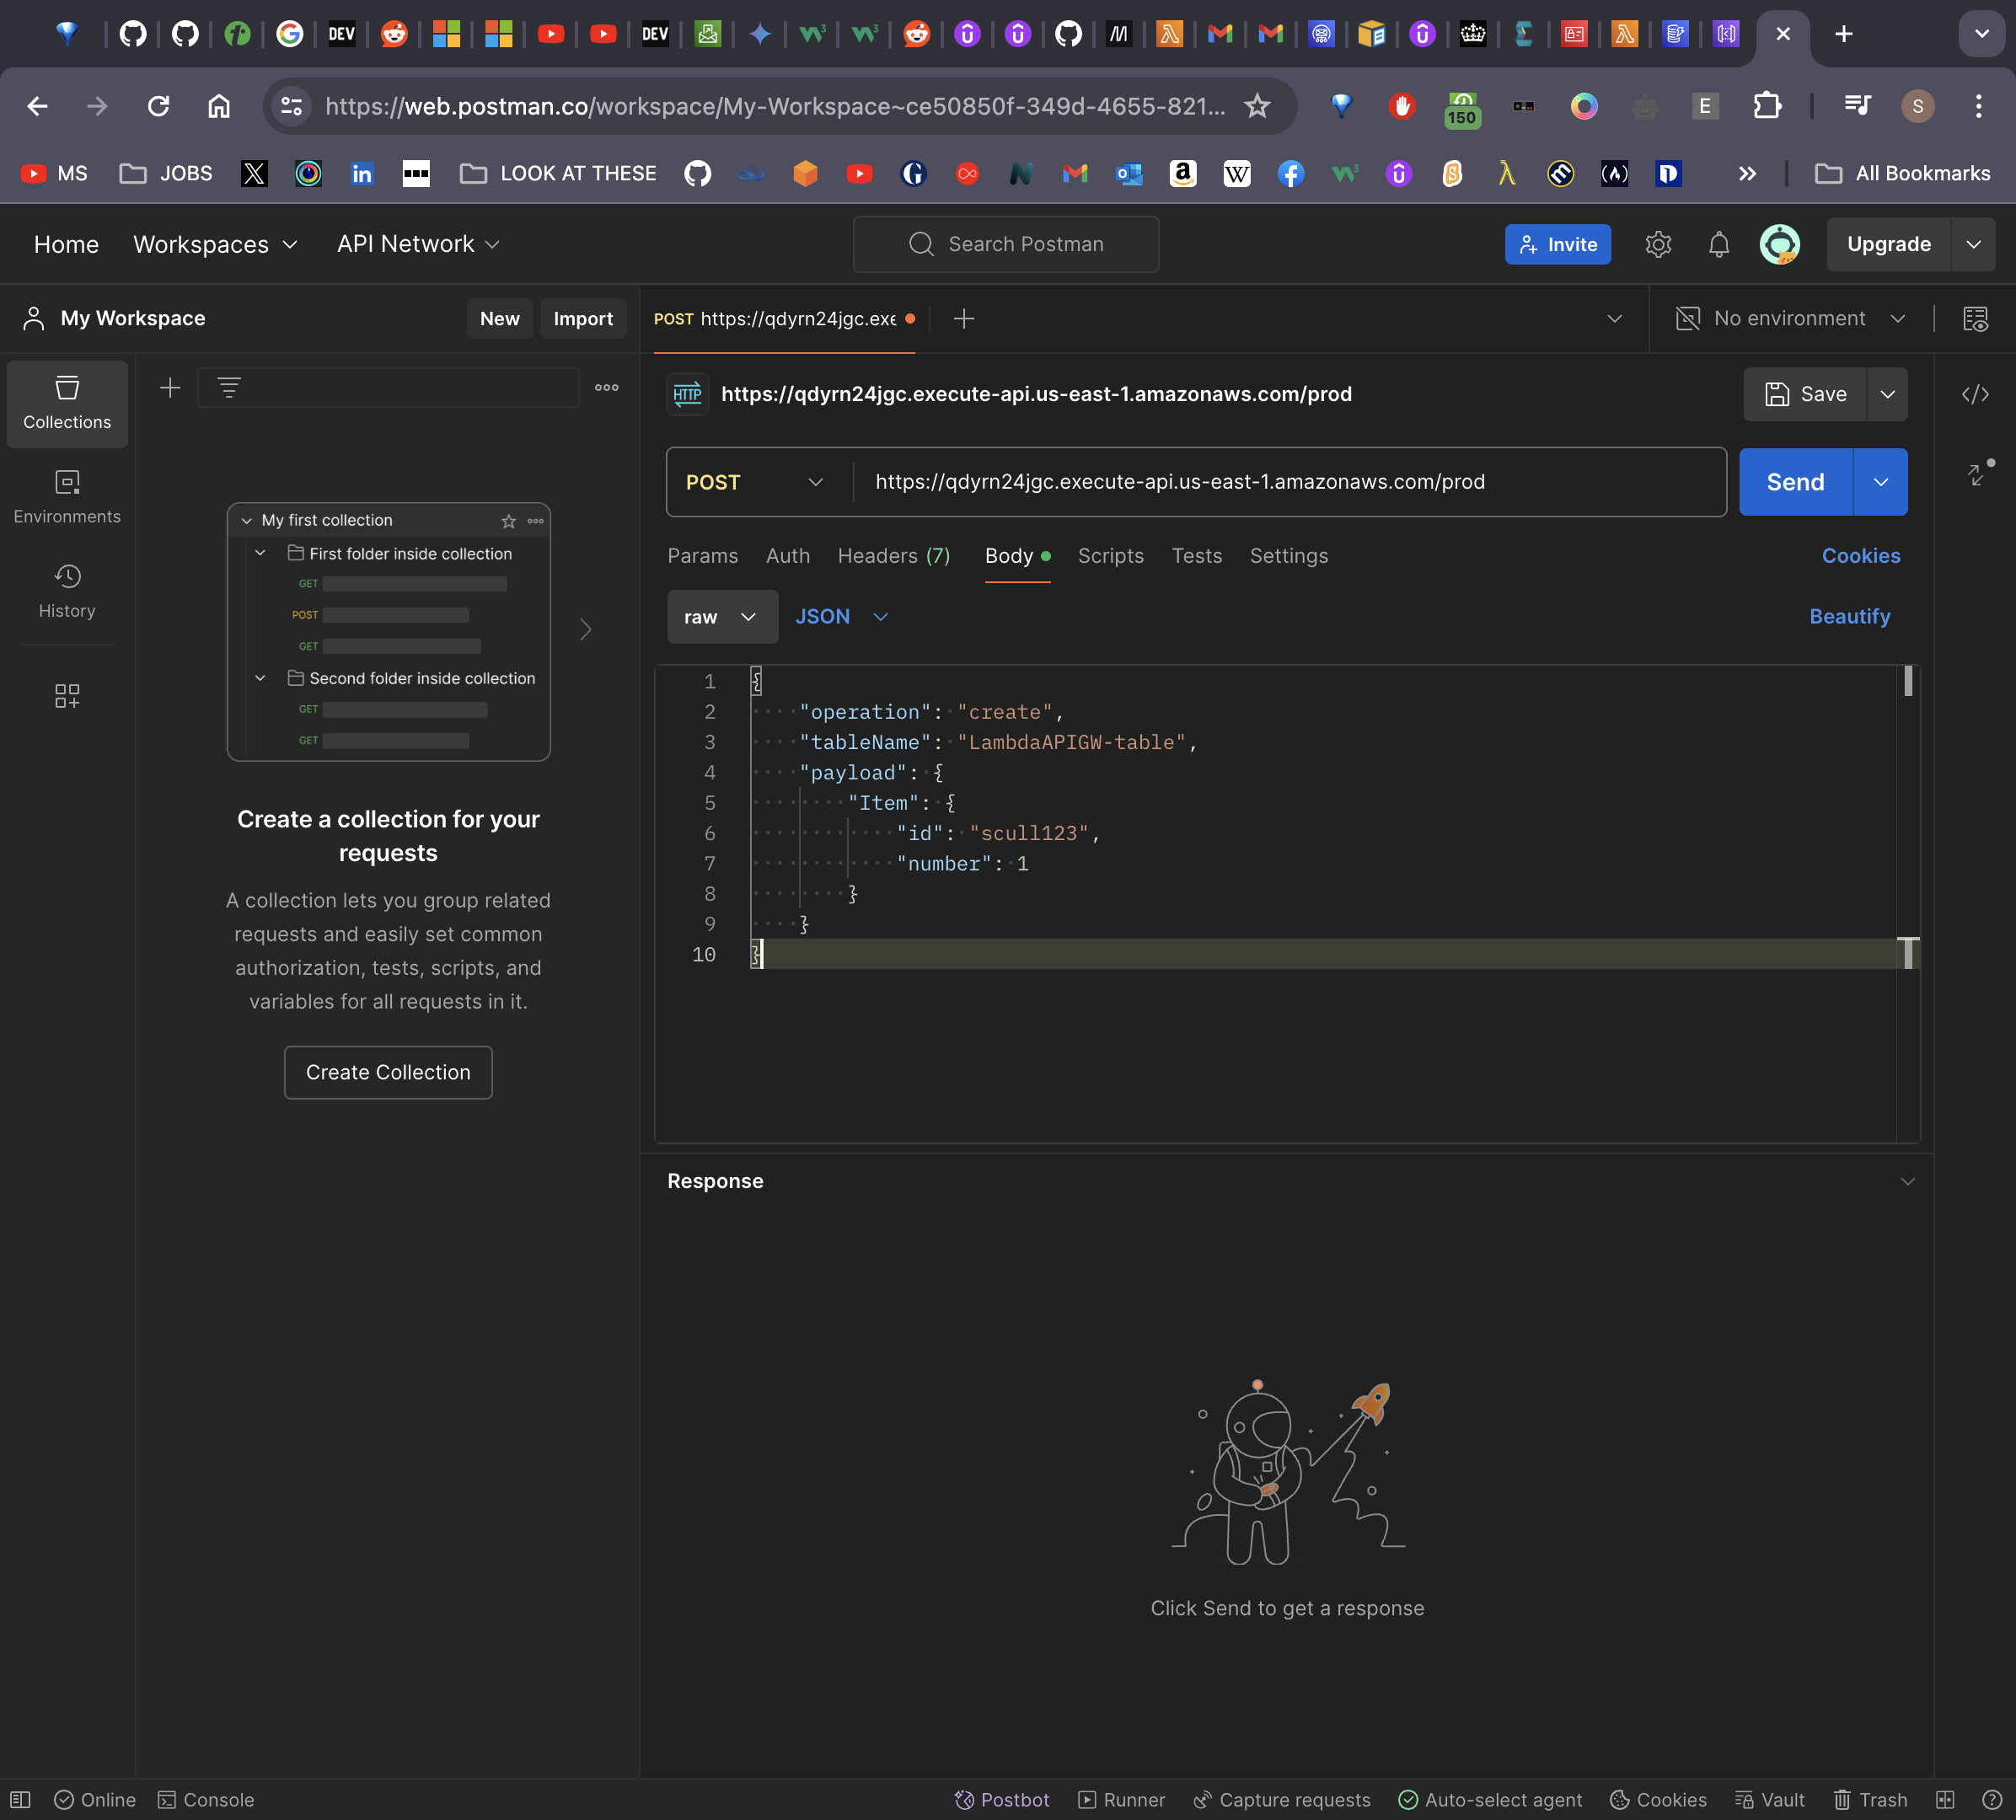 DEV
DEV
https://web.postman.co/workspace/My-Workspace~ce50850f-349d-4655-821...
150
E
S
MS
JOBS
LOOK AT THESE
All Bookmarks
Home
Workspaces
API Network
Search Postman
Invite
Upgrade
My Workspace
New
Import
POST https://qdyrn24jgc.exe
No environment
Collections
Environments
History
My first collection
First folder inside collection
GET
POST
GET
Second folder inside collection
GET
GET
Create a collection for your
requests
A collection lets you group related
requests and easily set common
authorization, tests, scripts, and
variables for all requests in it.
Create Collection
HTTP
https://qdyrn24jgc.execute-api.us-east-1.amazonaws.com/prod
Save
POST
https://qdyrn24jgc.execute-api.us-east-1.amazonaws.com/prod
Send
Params Auth Headers (7) Body Scripts Tests Settings
Cookies
raw
JSON
Beautify
1 {
2 "operation": "create",
3 "tableName": "LambdaAPIGW-table",
4 "payload": {
5 "Item": {
6 "id": "scull123",
7 "number": 1
8 }
9 }
10 }
Response
Click Send to get a response
Online
Console
Postbot
Runner
Capture requests
Auto-select agent
Cookies
Vault
Trash